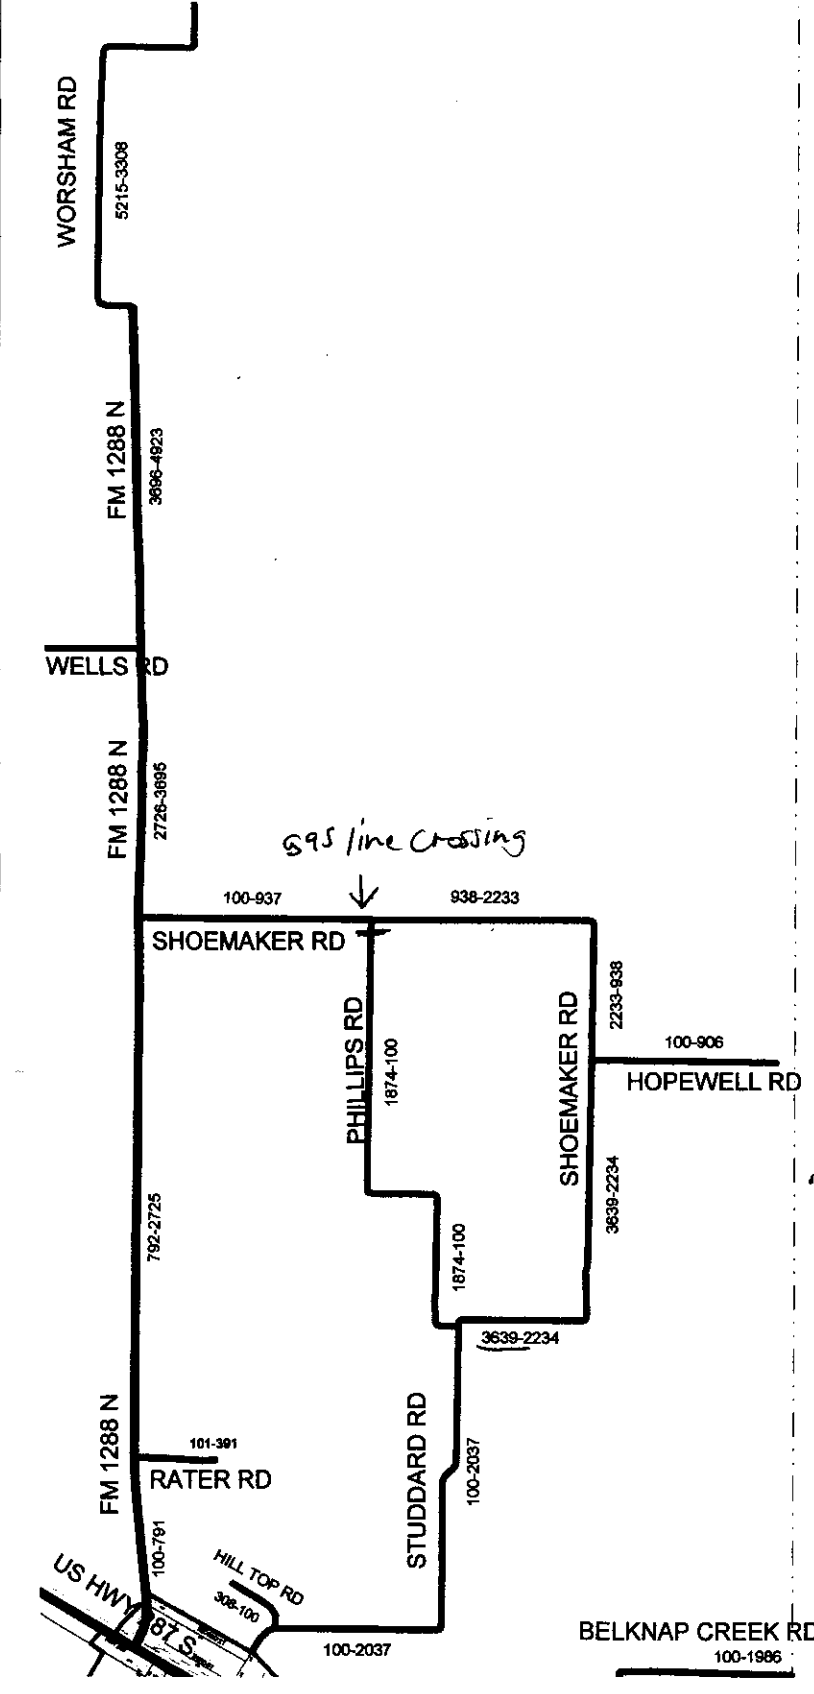 WORSHAM RD
5215-3308
FM 1288 N
3696-4923
WELLS RD
FM 1288 N
2726-3695
gas line crossing
100-937
938-2233
SHOEMAKER RD
2233-938
SHOEMAKER RD
PHILLIPS RD
1874-100
100-906
HOPEWELL RD
3639-2234
792-2725
1874-100
3639-2234
FM 1288 N
101-391
RATER RD
STUDDARD RD
100-2037
100-791
HILL TOP RD
308-100
US HWY 287 S
100-2037
BELKNAP CREEK RD
100-1986